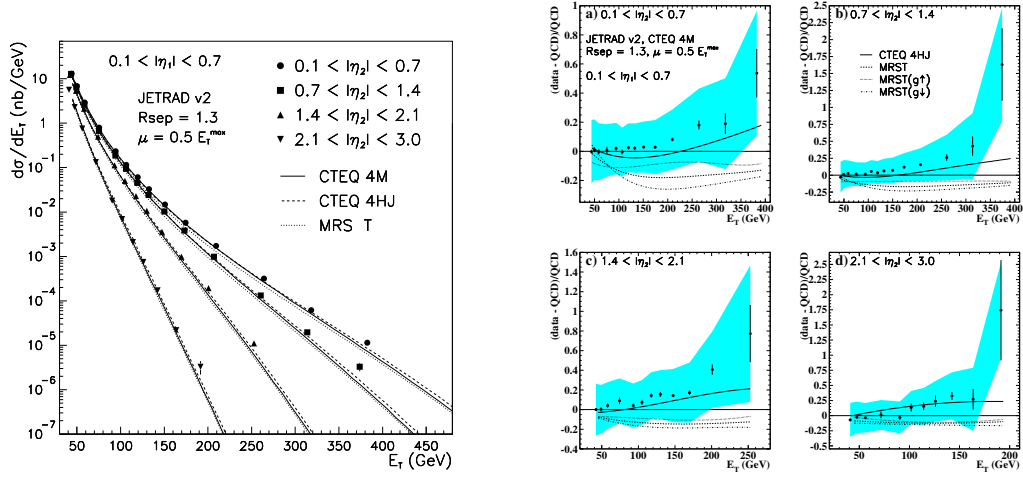 dσ/dE_T (nb/GeV)
10
1
10⁻¹
10⁻²
10⁻³
10⁻⁴
10⁻⁵
10⁻⁶
10⁻⁷
0.1 < |η₁| < 0.7
JETRAD v2
Rsep = 1.3
μ = 0.5 E_T^max
0.1 < |η₂| < 0.7
0.7 < |η₂| < 1.4
1.4 < |η₂| < 2.1
2.1 < |η₂| < 3.0
CTEQ 4M
CTEQ 4HJ
MRS T
0 50 100 150 200 250 300 350 400 450
E_T (GeV)
a) 0.1 < |η₂| < 0.7
(data - QCD)/QCD
1
0.8
0.6
0.4
0.2
0
-0.2
JETRAD v2, CTEQ 4M
Rsep = 1.3, μ = 0.5 E_T^max
0.1 < |η₁| < 0.7
50 100 150 200 250 300 350 400
E_T (GeV)
b) 0.7 < |η₂| < 1.4
(data - QCD)/QCD
2.5
2.25
2
1.75
1.5
1.25
1
0.75
0.5
0.25
0
-0.25
CTEQ 4HJ
MRST
MRST(g↑)
MRST(g↓)
50 100 150 200 250 300 350 400
E_T (GeV)
c) 1.4 < |η₂| < 2.1
(data - QCD)/QCD
1.6
1.4
1.2
1
0.8
0.6
0.4
0.2
0
-0.2
-0.4
0 50 100 150 200 250
E_T (GeV)
d) 2.1 < |η₂| < 3.0
(data - QCD)/QCD
2.5
2.25
1.75
1.25
1
0.75
0.5
0.25
0
-0.25
-0.5
0 50 100 150 200
E_T (GeV)